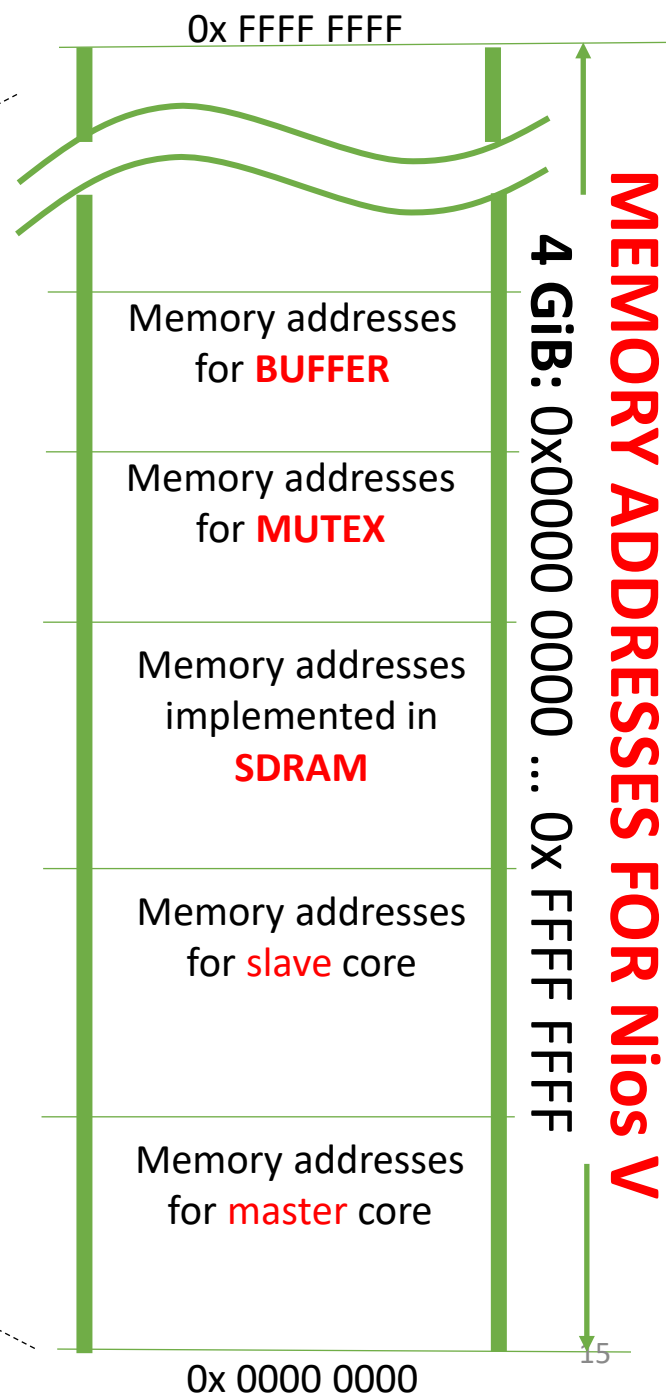 0x FFFF FFFF
Memory addresses
for BUFFER
Memory addresses
for MUTEX
Memory addresses
implemented in
SDRAM
Memory addresses
for slave core
Memory addresses
for master core
0x 0000 0000
4 GiB: 0x0000 0000 ... 0x FFFF FFFF
MEMORY ADDRESSES FOR Nios V
15